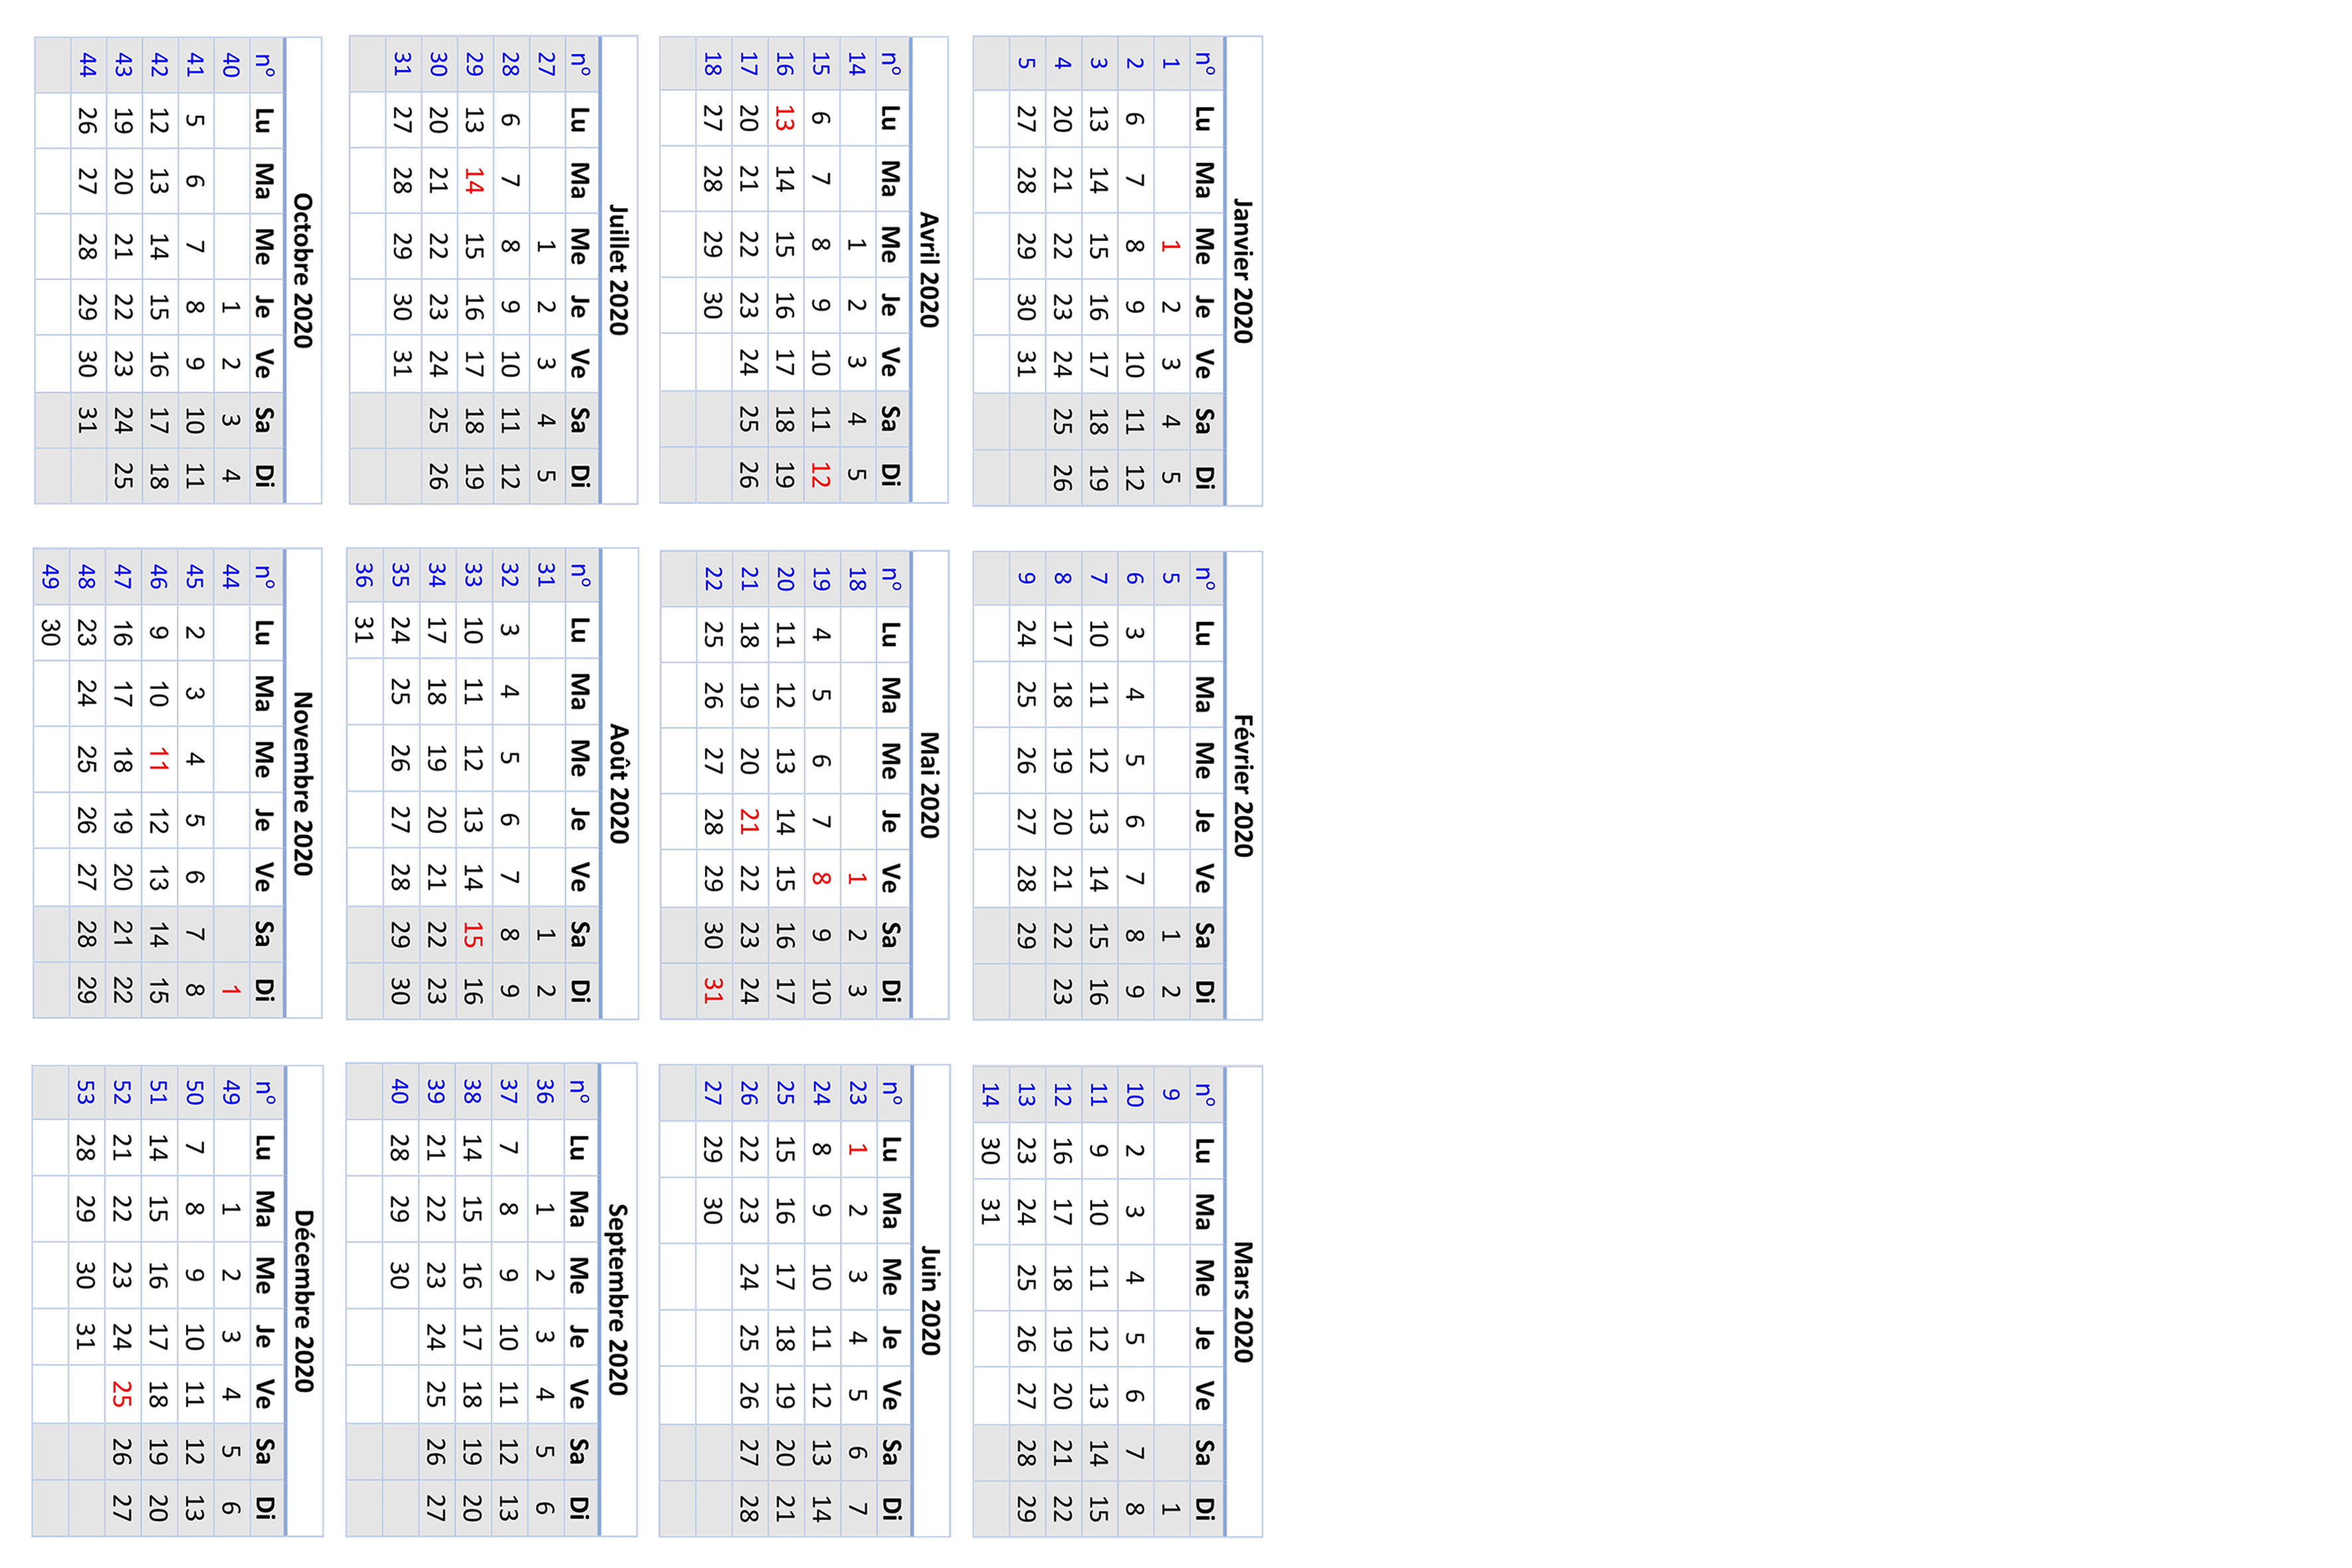 Janvier 2020
nº Lu Ma Me Je Ve Sa Di
1 1 2 3 4 5
2 6 7 8 9 10 11 12
3 13 14 15 16 17 18 19
4 20 21 22 23 24 25 26
5 27 28 29 30 31
Février 2020
nº Lu Ma Me Je Ve Sa Di
5 1 2
6 3 4 5 6 7 8 9
7 10 11 12 13 14 15 16
8 17 18 19 20 21 22 23
9 24 25 26 27 28 29
Mars 2020
nº Lu Ma Me Je Ve Sa Di
9 1
10 2 3 4 5 6 7 8
11 9 10 11 12 13 14 15
12 16 17 18 19 20 21 22
13 23 24 25 26 27 28 29
14 30 31
Avril 2020
nº Lu Ma Me Je Ve Sa Di
14 1 2 3 4 5
15 6 7 8 9 10 11 12
16 13 14 15 16 17 18 19
17 20 21 22 23 24 25 26
18 27 28 29 30
Mai 2020
nº Lu Ma Me Je Ve Sa Di
18 1 2 3
19 4 5 6 7 8 9 10
20 11 12 13 14 15 16 17
21 18 19 20 21 22 23 24
22 25 26 27 28 29 30 31
Juin 2020
nº Lu Ma Me Je Ve Sa Di
23 1 2 3 4 5 6 7
24 8 9 10 11 12 13 14
25 15 16 17 18 19 20 21
26 22 23 24 25 26 27 28
27 29 30
Juillet 2020
nº Lu Ma Me Je Ve Sa Di
27 1 2 3 4 5
28 6 7 8 9 10 11 12
29 13 14 15 16 17 18 19
30 20 21 22 23 24 25 26
31 27 28 29 30 31
Août 2020
nº Lu Ma Me Je Ve Sa Di
31 1 2
32 3 4 5 6 7 8 9
33 10 11 12 13 14 15 16
34 17 18 19 20 21 22 23
35 24 25 26 27 28 29 30
36 31
Septembre 2020
nº Lu Ma Me Je Ve Sa Di
36 1 2 3 4 5 6
37 7 8 9 10 11 12 13
38 14 15 16 17 18 19 20
39 21 22 23 24 25 26 27
40 28 29 30
Octobre 2020
nº Lu Ma Me Je Ve Sa Di
40 1 2 3 4
41 5 6 7 8 9 10 11
42 12 13 14 15 16 17 18
43 19 20 21 22 23 24 25
44 26 27 28 29 30 31
Novembre 2020
nº Lu Ma Me Je Ve Sa Di
44 1
45 2 3 4 5 6 7 8
46 9 10 11 12 13 14 15
47 16 17 18 19 20 21 22
48 23 24 25 26 27 28 29
49 30
Décembre 2020
nº Lu Ma Me Je Ve Sa Di
49 1 2 3 4 5 6
50 7 8 9 10 11 12 13
51 14 15 16 17 18 19 20
52 21 22 23 24 25 26 27
53 28 29 30 31